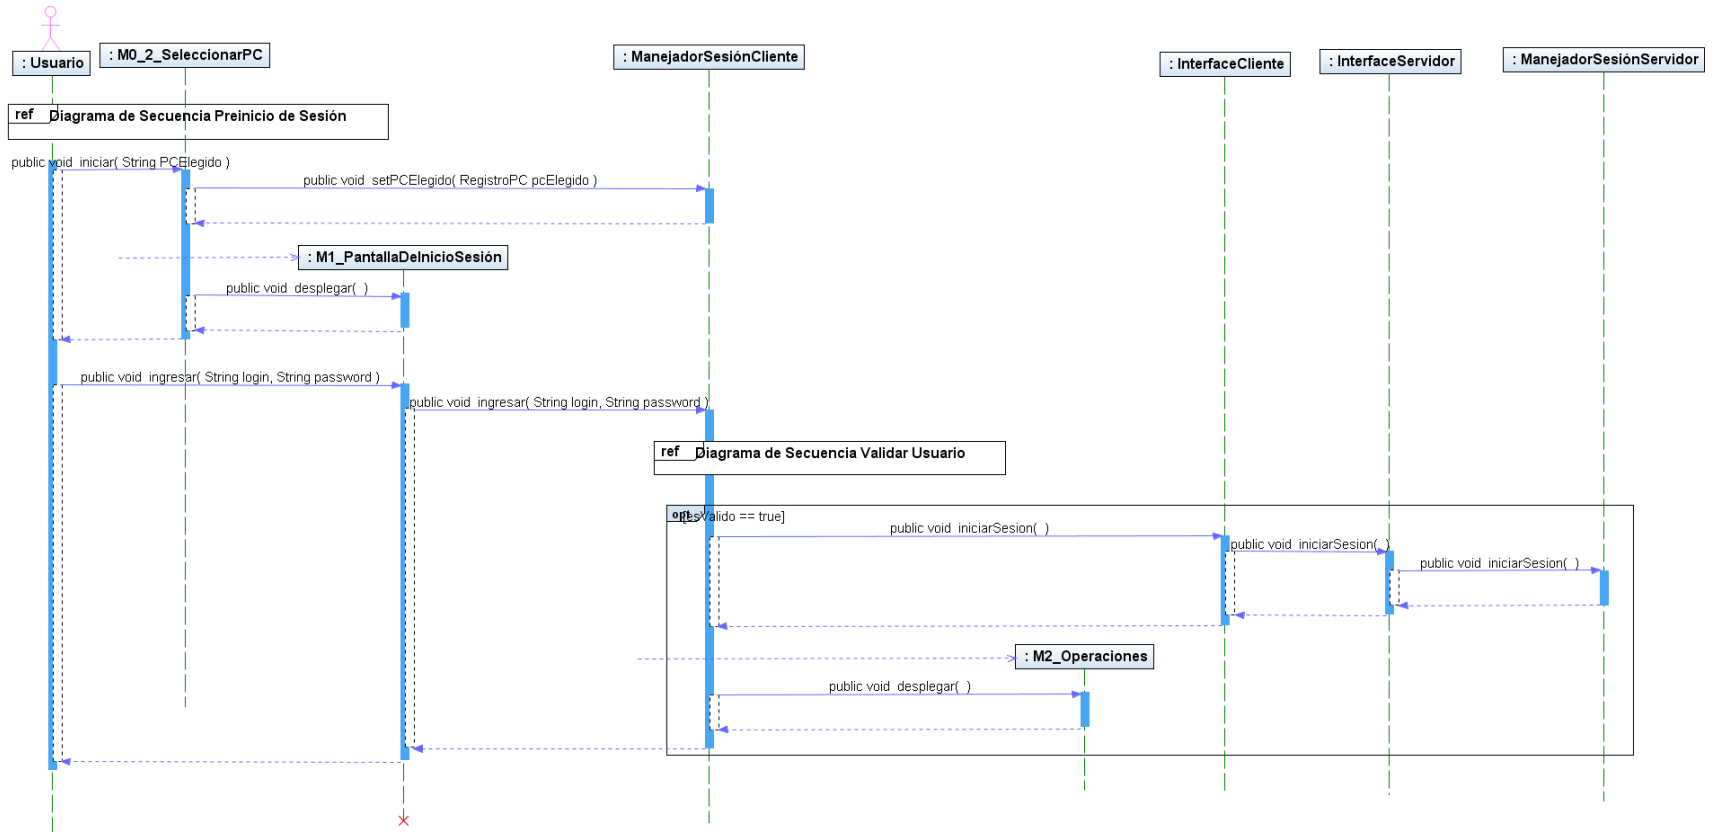 : Usuario
: M0_2_SeleccionarPC
: ManejadorSesiónCliente
: InterfaceCliente
: InterfaceServidor
: ManejadorSesiónServidor
ref
Diagrama de Secuencia Preinicio de Sesión
public void  iniciar( String PCElegido )
public void  setPCElegido( RegistroPC pcElegido )
: M1_PantallaDeInicioSesión
public void  desplegar(  )
public void  ingresar( String login, String password )
public void  ingresar( String login, String password )
ref
Diagrama de Secuencia Validar Usuario
opt
[esValido == true]
public void  iniciarSesion(  )
public void  iniciarSesion(  )
public void  iniciarSesion(  )
: M2_Operaciones
public void  desplegar(  )